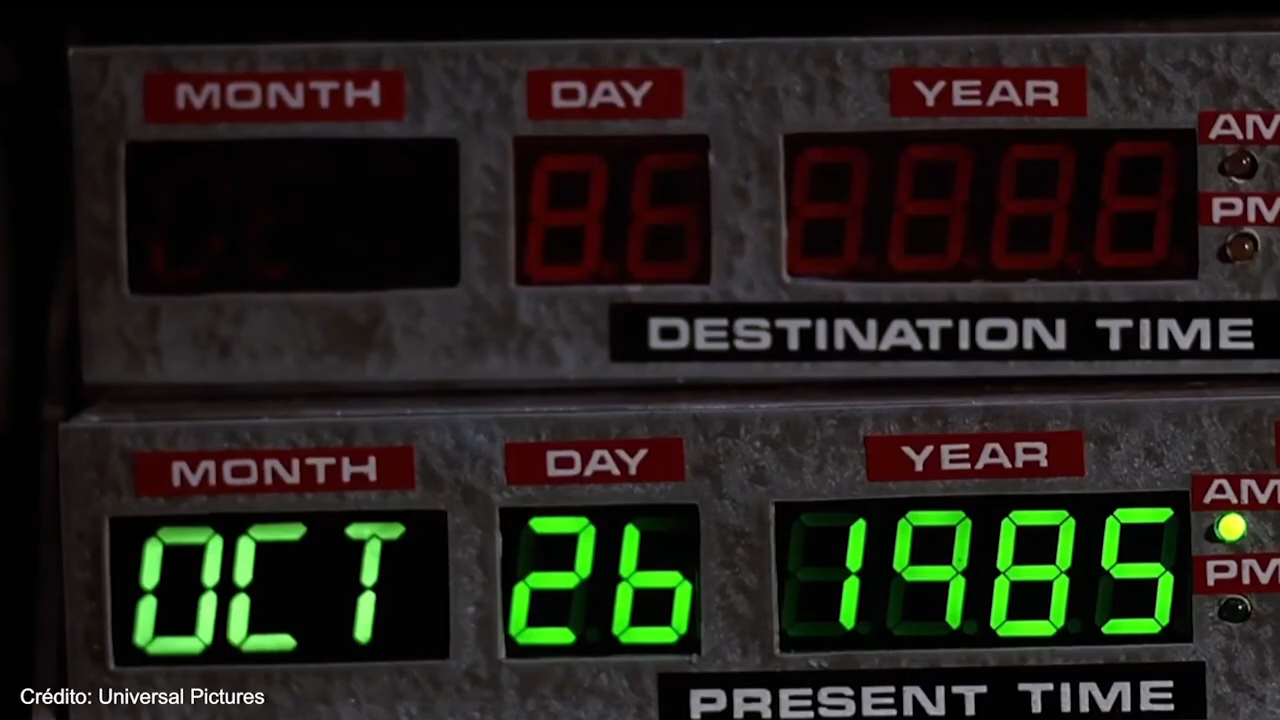 MONTH DAY YEAR
AM
PM
DESTINATION TIME
MONTH DAY YEAR
AM
OCT 26 1985
PM
PRESENT TIME
Crédito: Universal Pictures